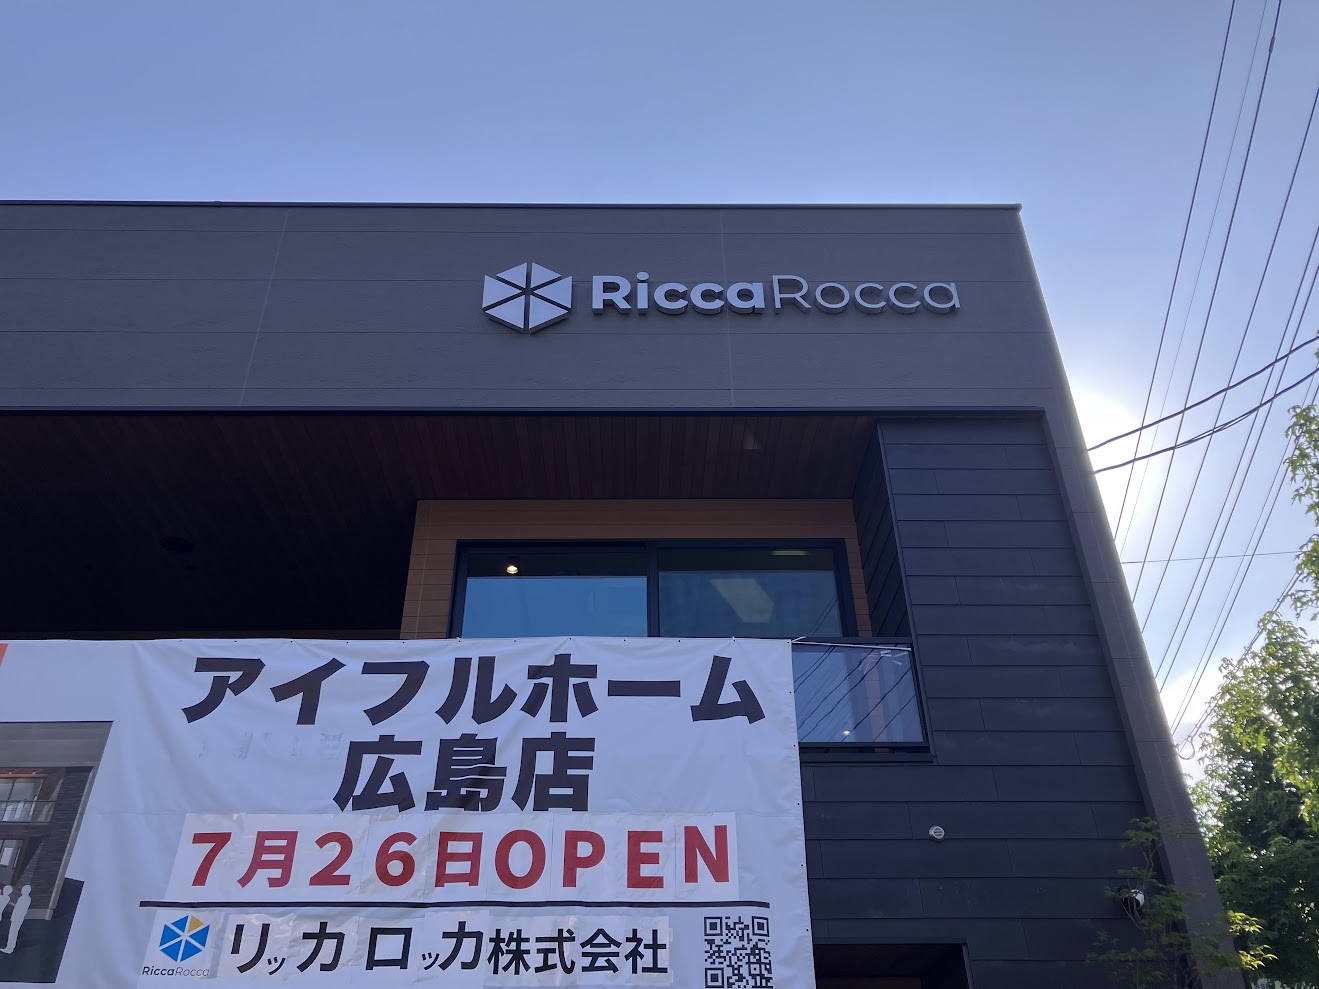 RiccaRocca
アイフルホーム
広島店
7月26日OPEN
RiccaRocca
リッカロッカ株式会社